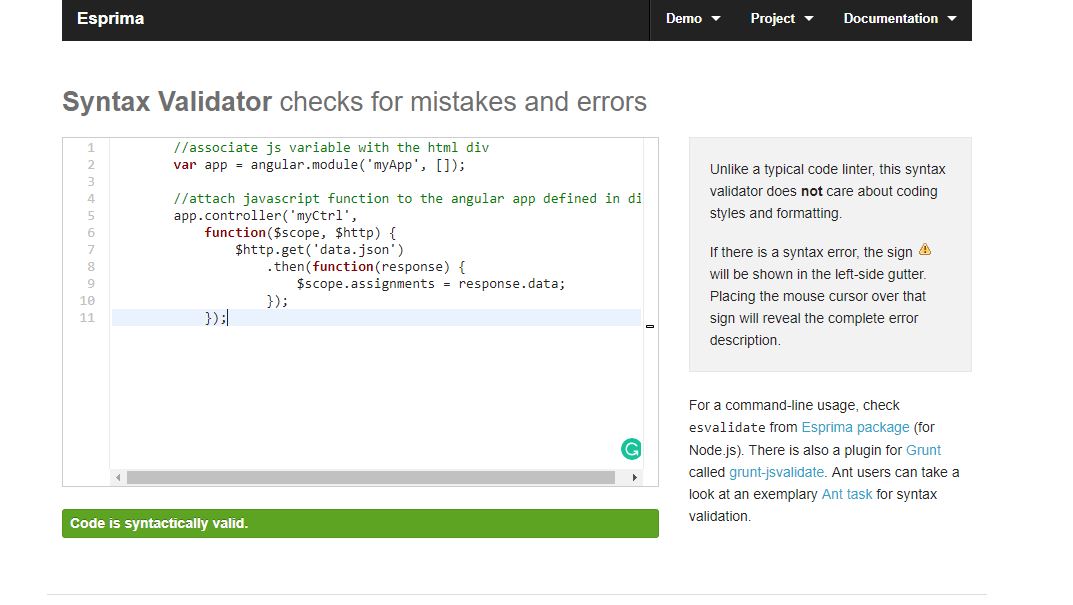 Esprima
Demo
Project
Documentation
Syntax Validator checks for mistakes and errors
1 //associate js variable with the html div
2 var app = angular.module('myApp', []);
3
4 //attach javascript function to the angular app defined in di
5 app.controller('myCtrl',
6 function($scope, $http) {
7 $http.get('data.json')
8 .then(function(response) {
9 $scope.assignments = response.data;
10 });
11 });
Code is syntactically valid.
Unlike a typical code linter, this syntax
validator does not care about coding
styles and formatting.
If there is a syntax error, the sign
will be shown in the left-side gutter.
Placing the mouse cursor over that
sign will reveal the complete error
description.
For a command-line usage, check
esvalidate from Esprima package (for
Node.js). There is also a plugin for Grunt
called grunt-jsvalidate. Ant users can take a
look at an exemplary Ant task for syntax
validation.